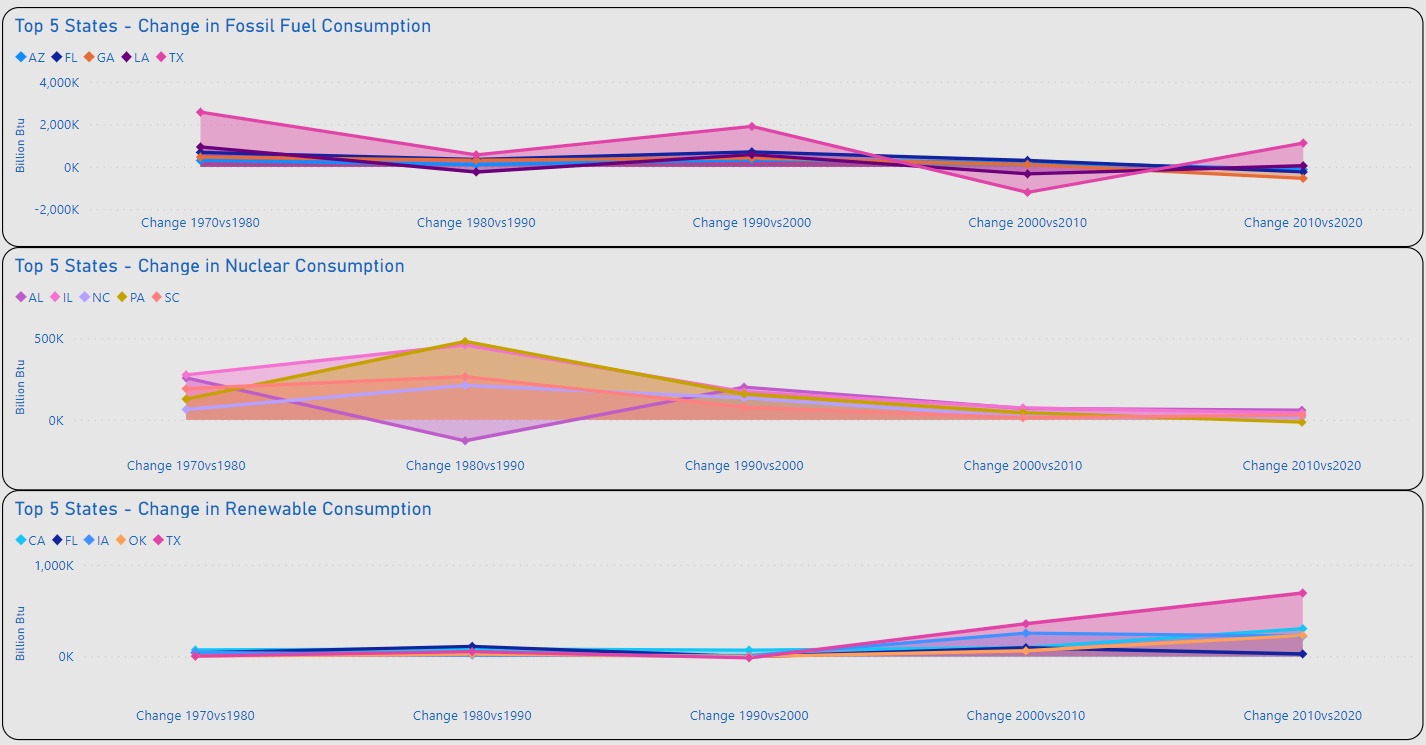 Top 5 States - Change in Fossil Fuel Consumption
AZ FL GA LA TX
4,000K
2,000K
0K
-2,000K
Billion Btu
Change 1970vs1980 Change 1980vs1990 Change 1990vs2000 Change 2000vs2010 Change 2010vs2020
Top 5 States - Change in Nuclear Consumption
AL IL NC PA SC
500K
0K
Billion Btu
Change 1970vs1980 Change 1980vs1990 Change 1990vs2000 Change 2000vs2010 Change 2010vs2020
Top 5 States - Change in Renewable Consumption
CA FL IA OK TX
1,000K
0K
Billion Btu
Change 1970vs1980 Change 1980vs1990 Change 1990vs2000 Change 2000vs2010 Change 2010vs2020